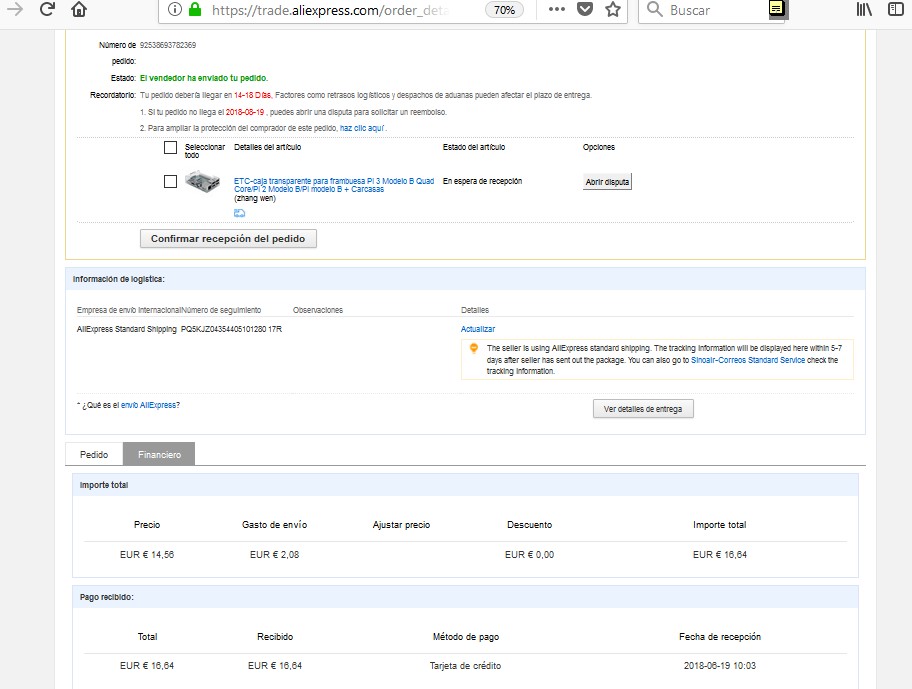 https://trade.aliexpress.com/order_deta
70%
Buscar
Número de pedido: 92538693782369
Estado: El vendedor ha enviado tu pedido.
Recordatorio: Tu pedido debería llegar en 14-18 Días, Factores como retrasos logísticos y despachos de aduanas pueden afectar el plazo de entrega.
1. Si tu pedido no llega el 2018-08-19 , puedes abrir una disputa para solicitar un reembolso.
2. Para ampliar la protección del comprador de este pedido, haz clic aquí .
Seleccionar todo
Detalles del artículo
Estado del artículo
Opciones
ETC-caja transparente para frambuesa Pi 3 Modelo B Quad
Core/Pi 2 Modelo B/Pi modelo B + Carcasas
(zhang wen)
En espera de recepción
Abrir disputa
Confirmar recepción del pedido
Información de logística:
Empresa de envío internacional Número de seguimiento Observaciones Detalles
AliExpress Standard Shipping PQ5KJZ04354405101280 17R Actualizar
The seller is using AliExpress standard shipping. The tracking information will be displayed here within 5-7
days after seller has sent out the package. You can also go to Sinoair-Correos Standard Service check the
tracking information.
* ¿Qué es el envío AliExpress?
Ver detalles de entrega
Pedido Financiero
Importe total
Precio Gasto de envío Ajustar precio Descuento Importe total
EUR € 14,56 EUR € 2,08 EUR € 0,00 EUR € 16,64
Pago recibido:
Total Recibido Método de pago Fecha de recepción
EUR € 16,64 EUR € 16,64 Tarjeta de crédito 2018-06-19 10:03